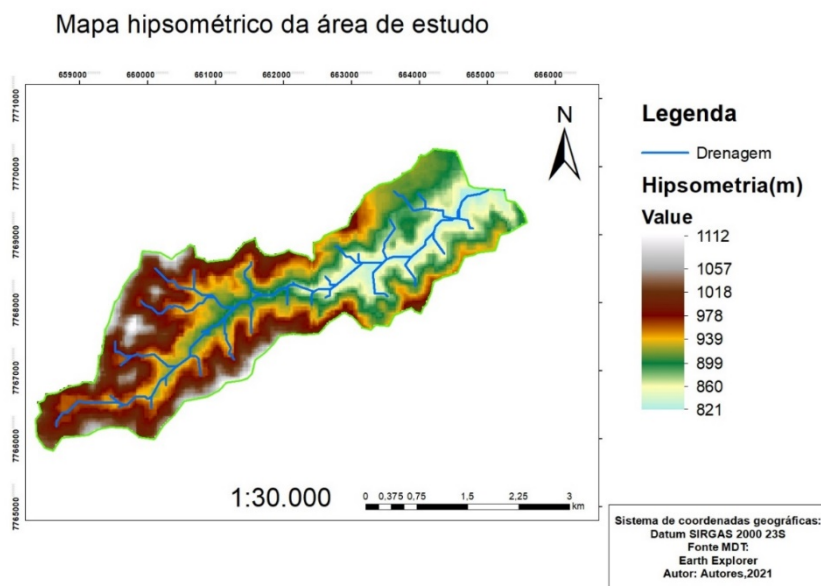 Mapa hipsométrico da área de estudo
659000 660000 661000 662000 663000 664000 665000 666000
7771000
7770000
7769000
7768000
7767000
7766000
7765000
N
1:30.000
0 0,375 0,75 1,5 2,25 3
km
Legenda
Drenagem
Hipsometria(m)
Value
1112
1057
1018
978
939
899
860
821
Sistema de coordenadas geográficas:
Datum SIRGAS 2000 23S
Fonte MDT:
Earth Explorer
Autor: Autores,2021